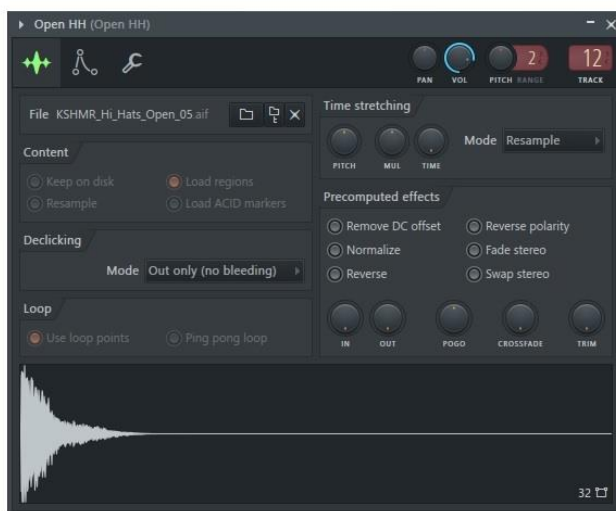 Open HH (Open HH)
2
12
PAN
VOL
PITCH RANGE
TRACK
File KSHMR_Hi_Hats_Open_05.aif
Content
Keep on disk
Load regions
Resample
Load ACID markers
Declicking
Mode Out only (no bleeding)
Loop
Use loop points
Ping pong loop
Time stretching
PITCH
MUL
TIME
Mode Resample
Precomputed effects
Remove DC offset
Reverse polarity
Normalize
Fade stereo
Reverse
Swap stereo
IN
OUT
POGO
CROSSFADE
TRIM
32